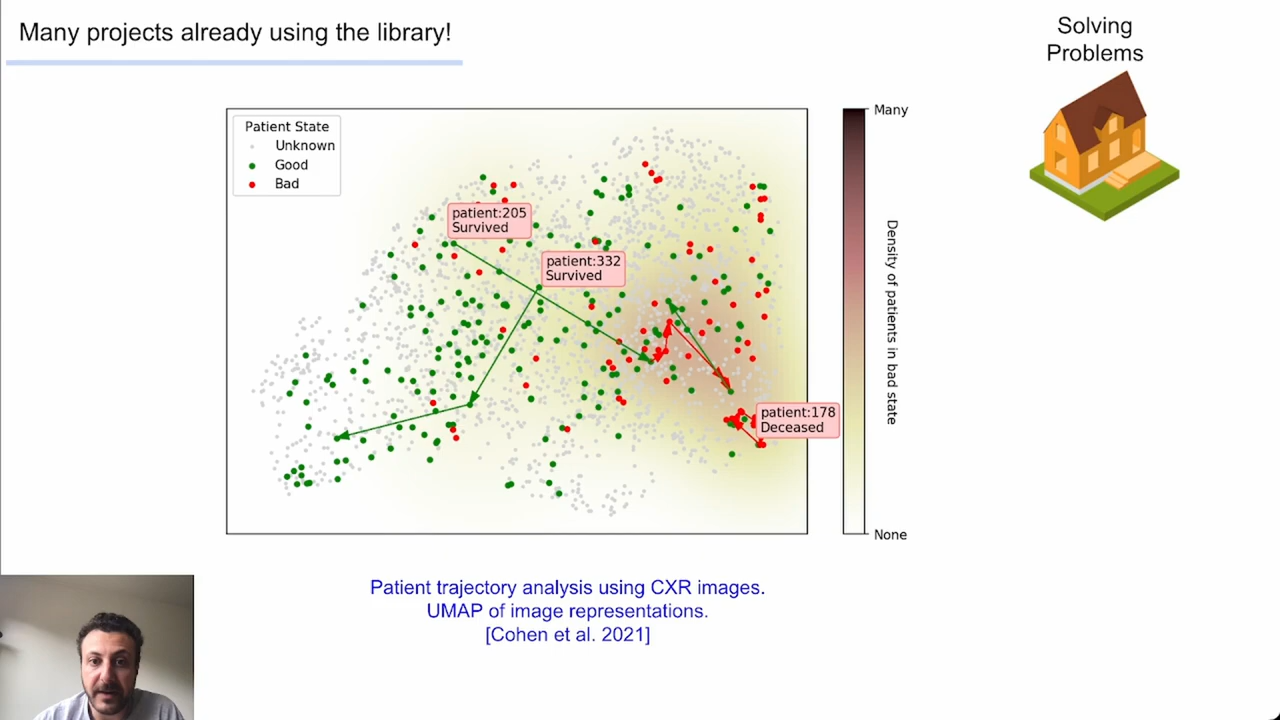 Many projects already using the library!
Solving
Problems
Patient State
Unknown
Good
Bad
patient:205
Survived
patient:332
Survived
patient:178
Deceased
Many
Density of patients in bad state
None
Patient trajectory analysis using CXR images.
UMAP of image representations.
[Cohen et al. 2021]